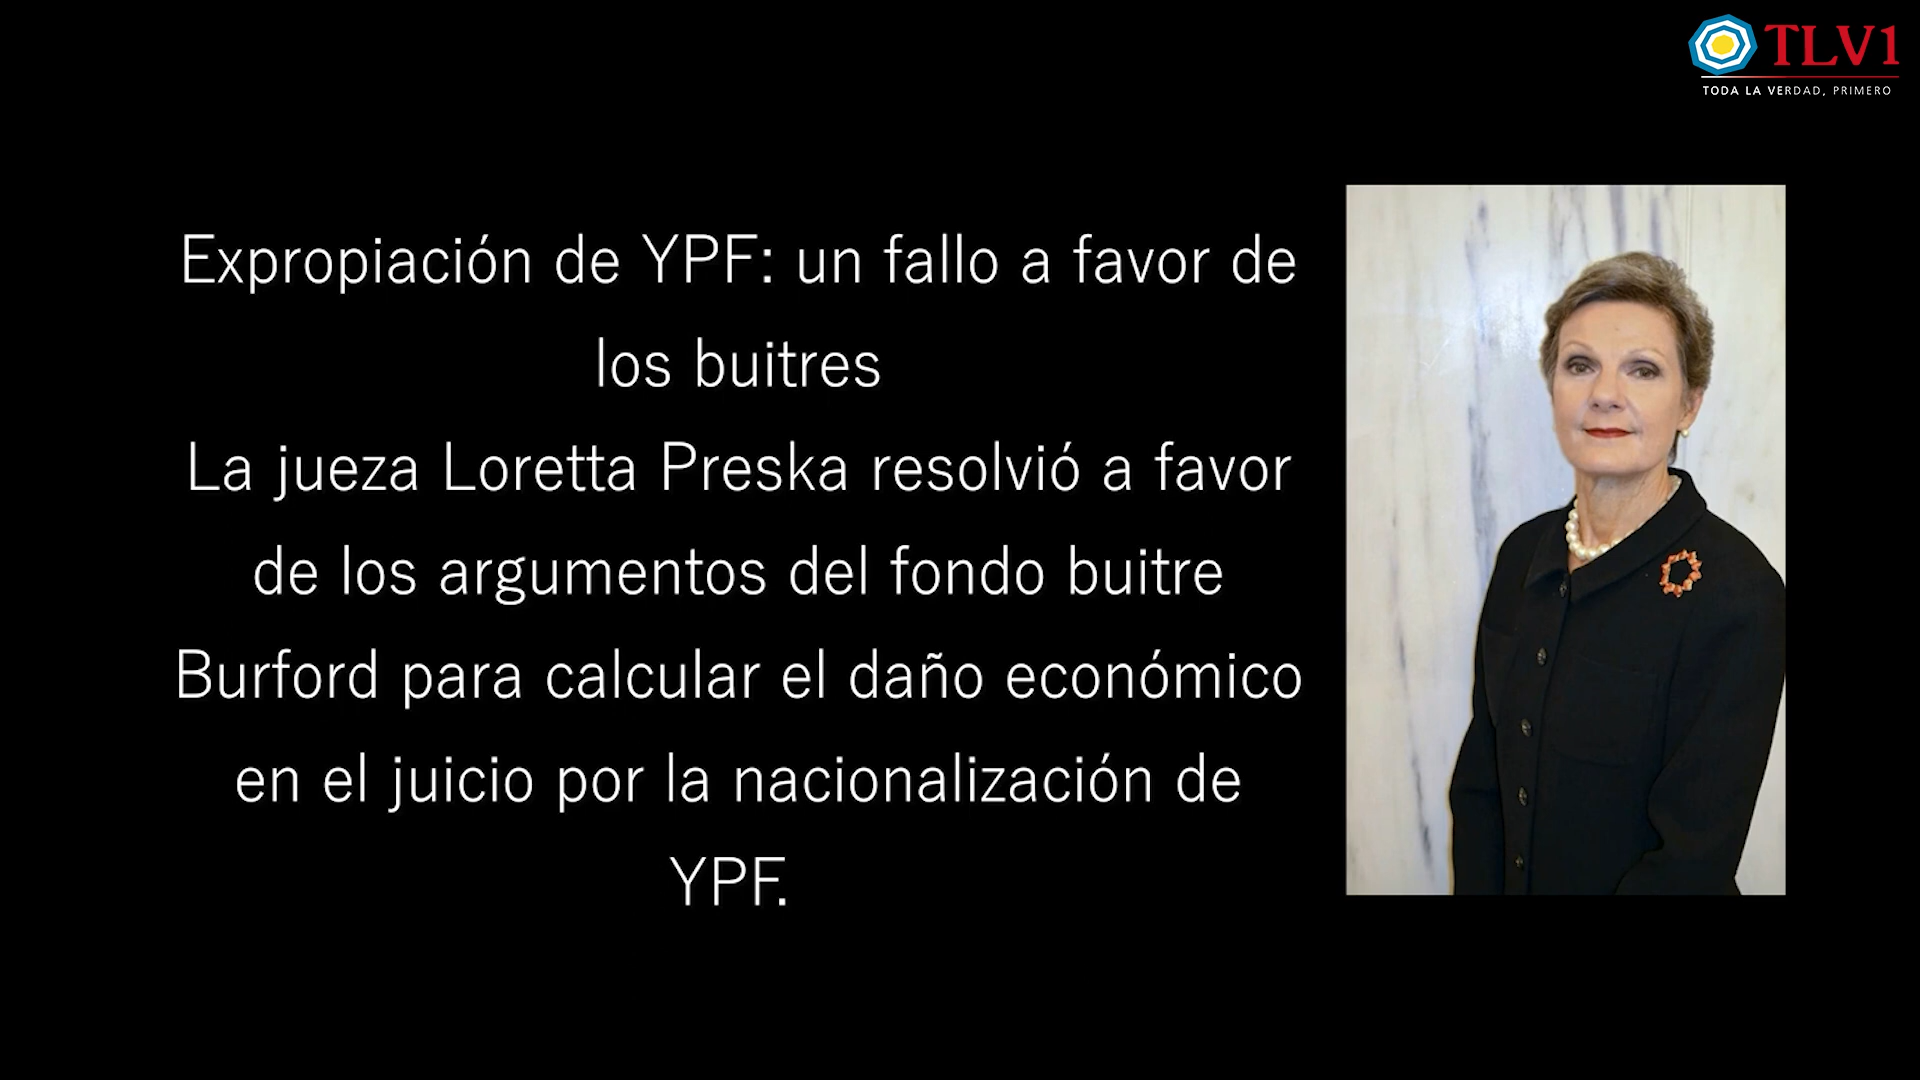 TLV1
TODA LA VERDAD, PRIMERO
Expropiación de YPF: un fallo a favor de
los buitres
La jueza Loretta Preska resolvió a favor
de los argumentos del fondo buitre
Burford para calcular el daño económico
en el juicio por la nacionalización de
YPF.